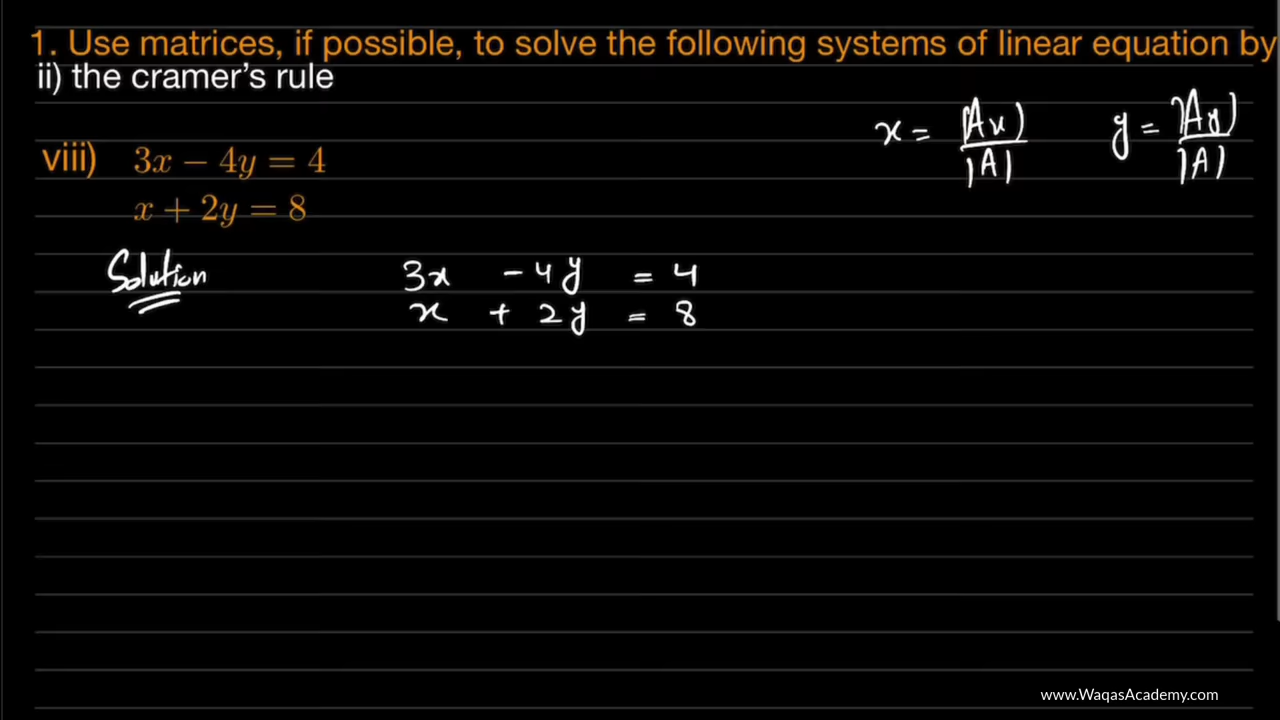 1. Use matrices, if possible, to solve the following systems of linear equation by
ii) the cramer's rule
x = |Ax| / |A| y = |Ay| / |A|
viii) 3x − 4y = 4
x + 2y = 8
Solution 3x - 4y = 4
x + 2y = 8
www.WaqasAcademy.com